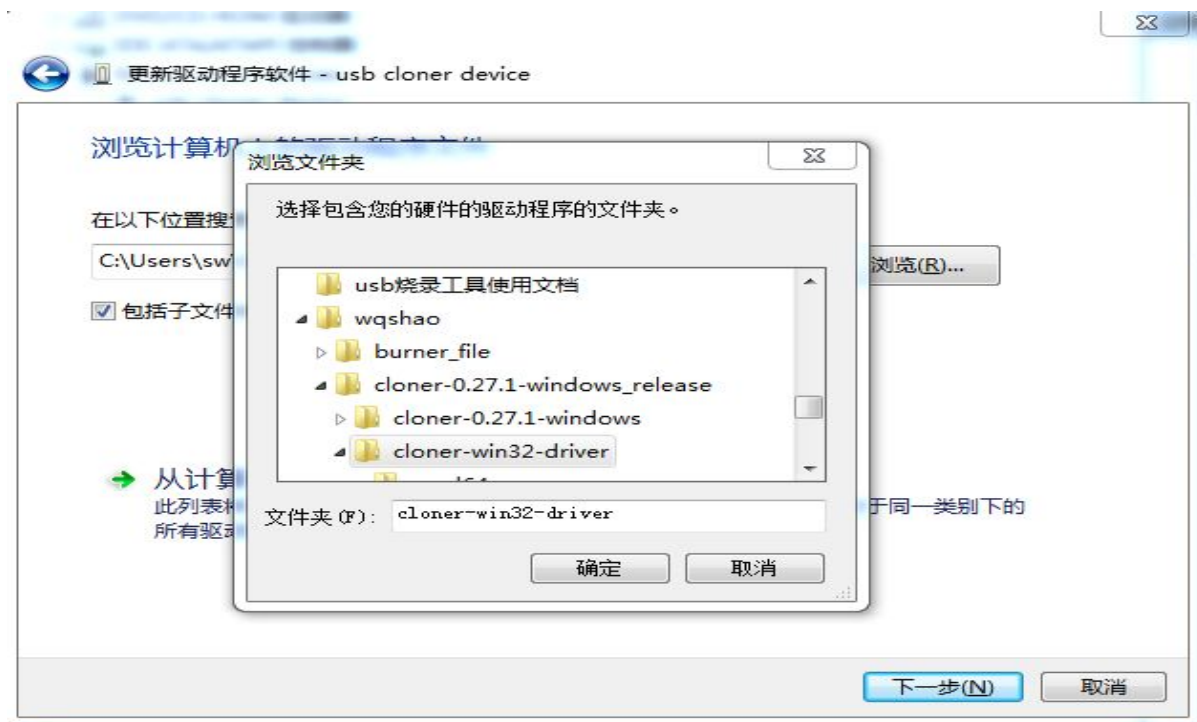 更新驱动程序软件 - usb cloner device
浏览计算机
浏览文件夹
选择包含您的硬件的驱动程序的文件夹。
在以下位置搜
C:\Users\sw
浏览(R)...
包括子文件
usb烧录工具使用文档
wqshao
burner_file
cloner-0.27.1-windows_release
cloner-0.27.1-windows
cloner-win32-driver
文件夹(F): cloner-win32-driver
从计算
此列表 于同一类别下的
所有驱
确定 取消
下一步(N) 取消